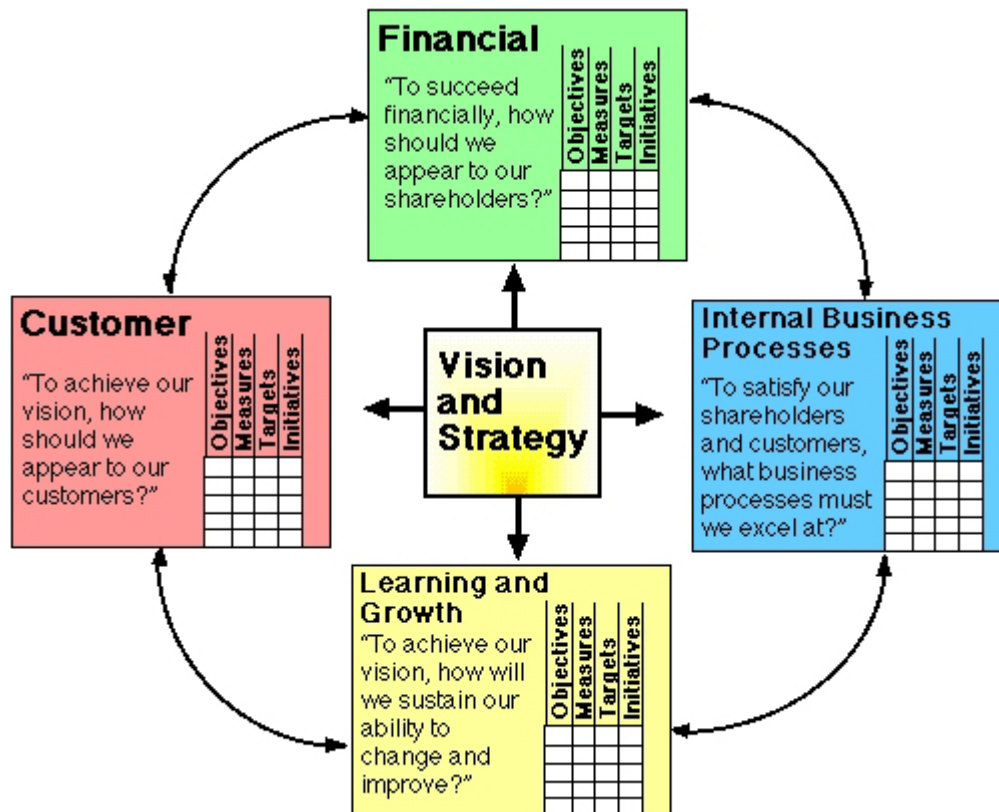 Financial
“To succeed
financially, how
should we
appear to our
shareholders?”
Objectives
Measures
Targets
Initiatives
Customer
“To achieve our
vision, how
should we
appear to our
customers?”
Objectives
Measures
Targets
Initiatives
Vision
and
Strategy
Internal Business
Processes
“To satisfy our
shareholders
and customers,
what business
processes must
we excel at?”
Objectives
Measures
Targets
Initiatives
Learning and
Growth
“To achieve our
vision, how will
we sustain our
ability to
change and
improve?”
Objectives
Measures
Targets
Initiatives